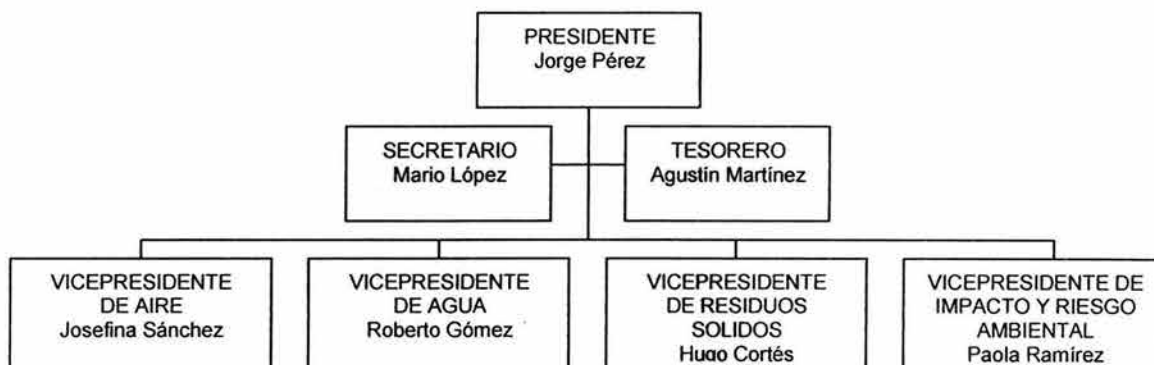 PRESIDENTE
Jorge Pérez
SECRETARIO
Mario López
TESORERO
Agustín Martínez
VICEPRESIDENTE
DE AIRE
Josefina Sánchez
VICEPRESIDENTE
DE AGUA
Roberto Gómez
VICEPRESIDENTE
DE RESIDUOS
SOLIDOS
Hugo Cortés
VICEPRESIDENTE DE
IMPACTO Y RIESGO
AMBIENTAL
Paola Ramírez